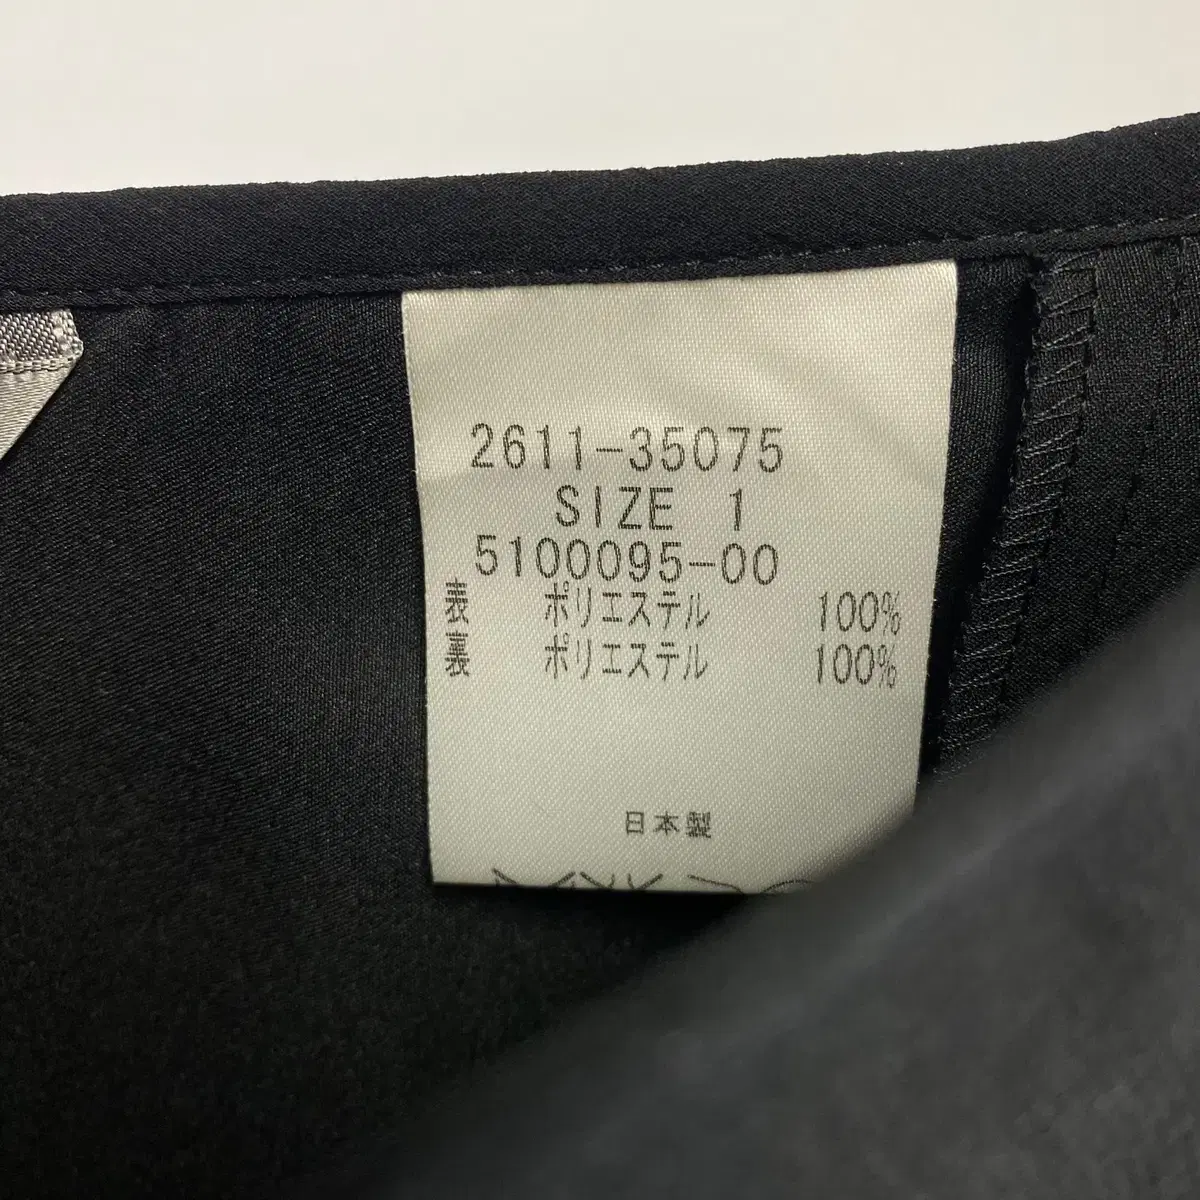 2611-35075
SIZE 1
5100095-00
表 ポリエステル 100%
裏 ポリエステル 100%
日本製